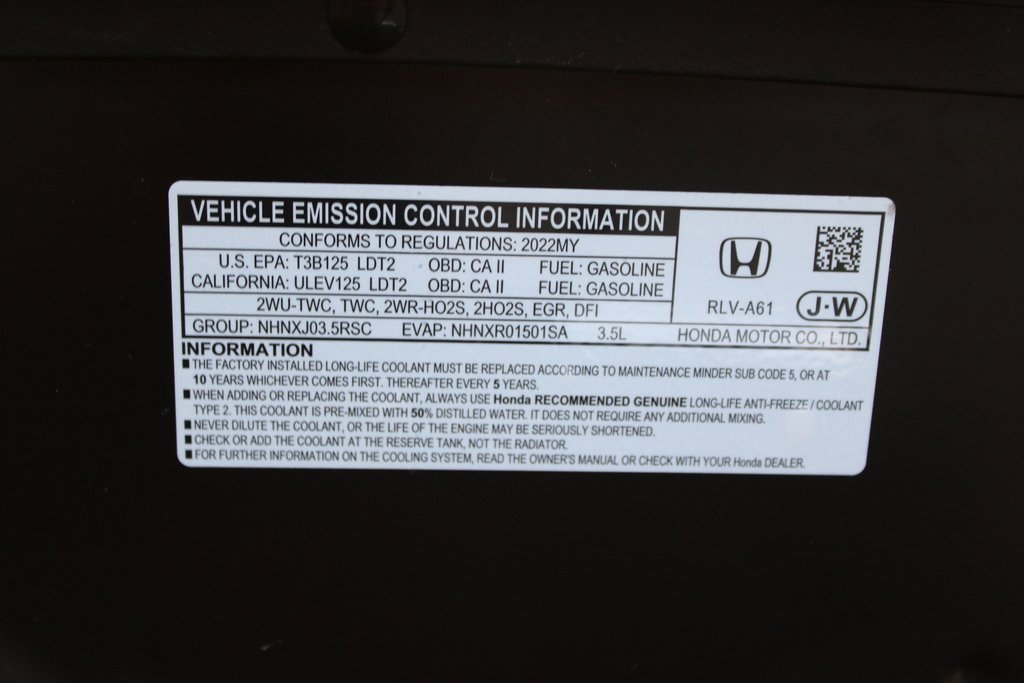 VEHICLE EMISSION CONTROL INFORMATION
CONFORMS TO REGULATIONS: 2022MY
U.S. EPA: T3B125 LDT2 OBD: CA II FUEL: GASOLINE
CALIFORNIA: ULEV125 LDT2 OBD: CA II FUEL: GASOLINE
2WU-TWC, TWC, 2WR-HO2S, 2HO2S, EGR, DFI
RLV-A61 J·W
GROUP: NHNXJ03.5RSC EVAP: NHNXR01501SA 3.5L HONDA MOTOR CO., LTD.
INFORMATION
■ THE FACTORY INSTALLED LONG-LIFE COOLANT MUST BE REPLACED ACCORDING TO MAINTENANCE MINDER SUB CODE 5, OR AT
10 YEARS WHICHEVER COMES FIRST. THEREAFTER EVERY 5 YEARS.
■ WHEN ADDING OR REPLACING THE COOLANT, ALWAYS USE Honda RECOMMENDED GENUINE LONG-LIFE ANTI-FREEZE / COOLANT
TYPE 2. THIS COOLANT IS PRE-MIXED WITH 50% DISTILLED WATER. IT DOES NOT REQUIRE ANY ADDITIONAL MIXING.
■ NEVER DILUTE THE COOLANT, OR THE LIFE OF THE ENGINE MAY BE SERIOUSLY SHORTENED.
■ CHECK OR ADD THE COOLANT AT THE RESERVE TANK, NOT THE RADIATOR.
■ FOR FURTHER INFORMATION ON THE COOLING SYSTEM, READ THE OWNER'S MANUAL OR CHECK WITH YOUR Honda DEALER.